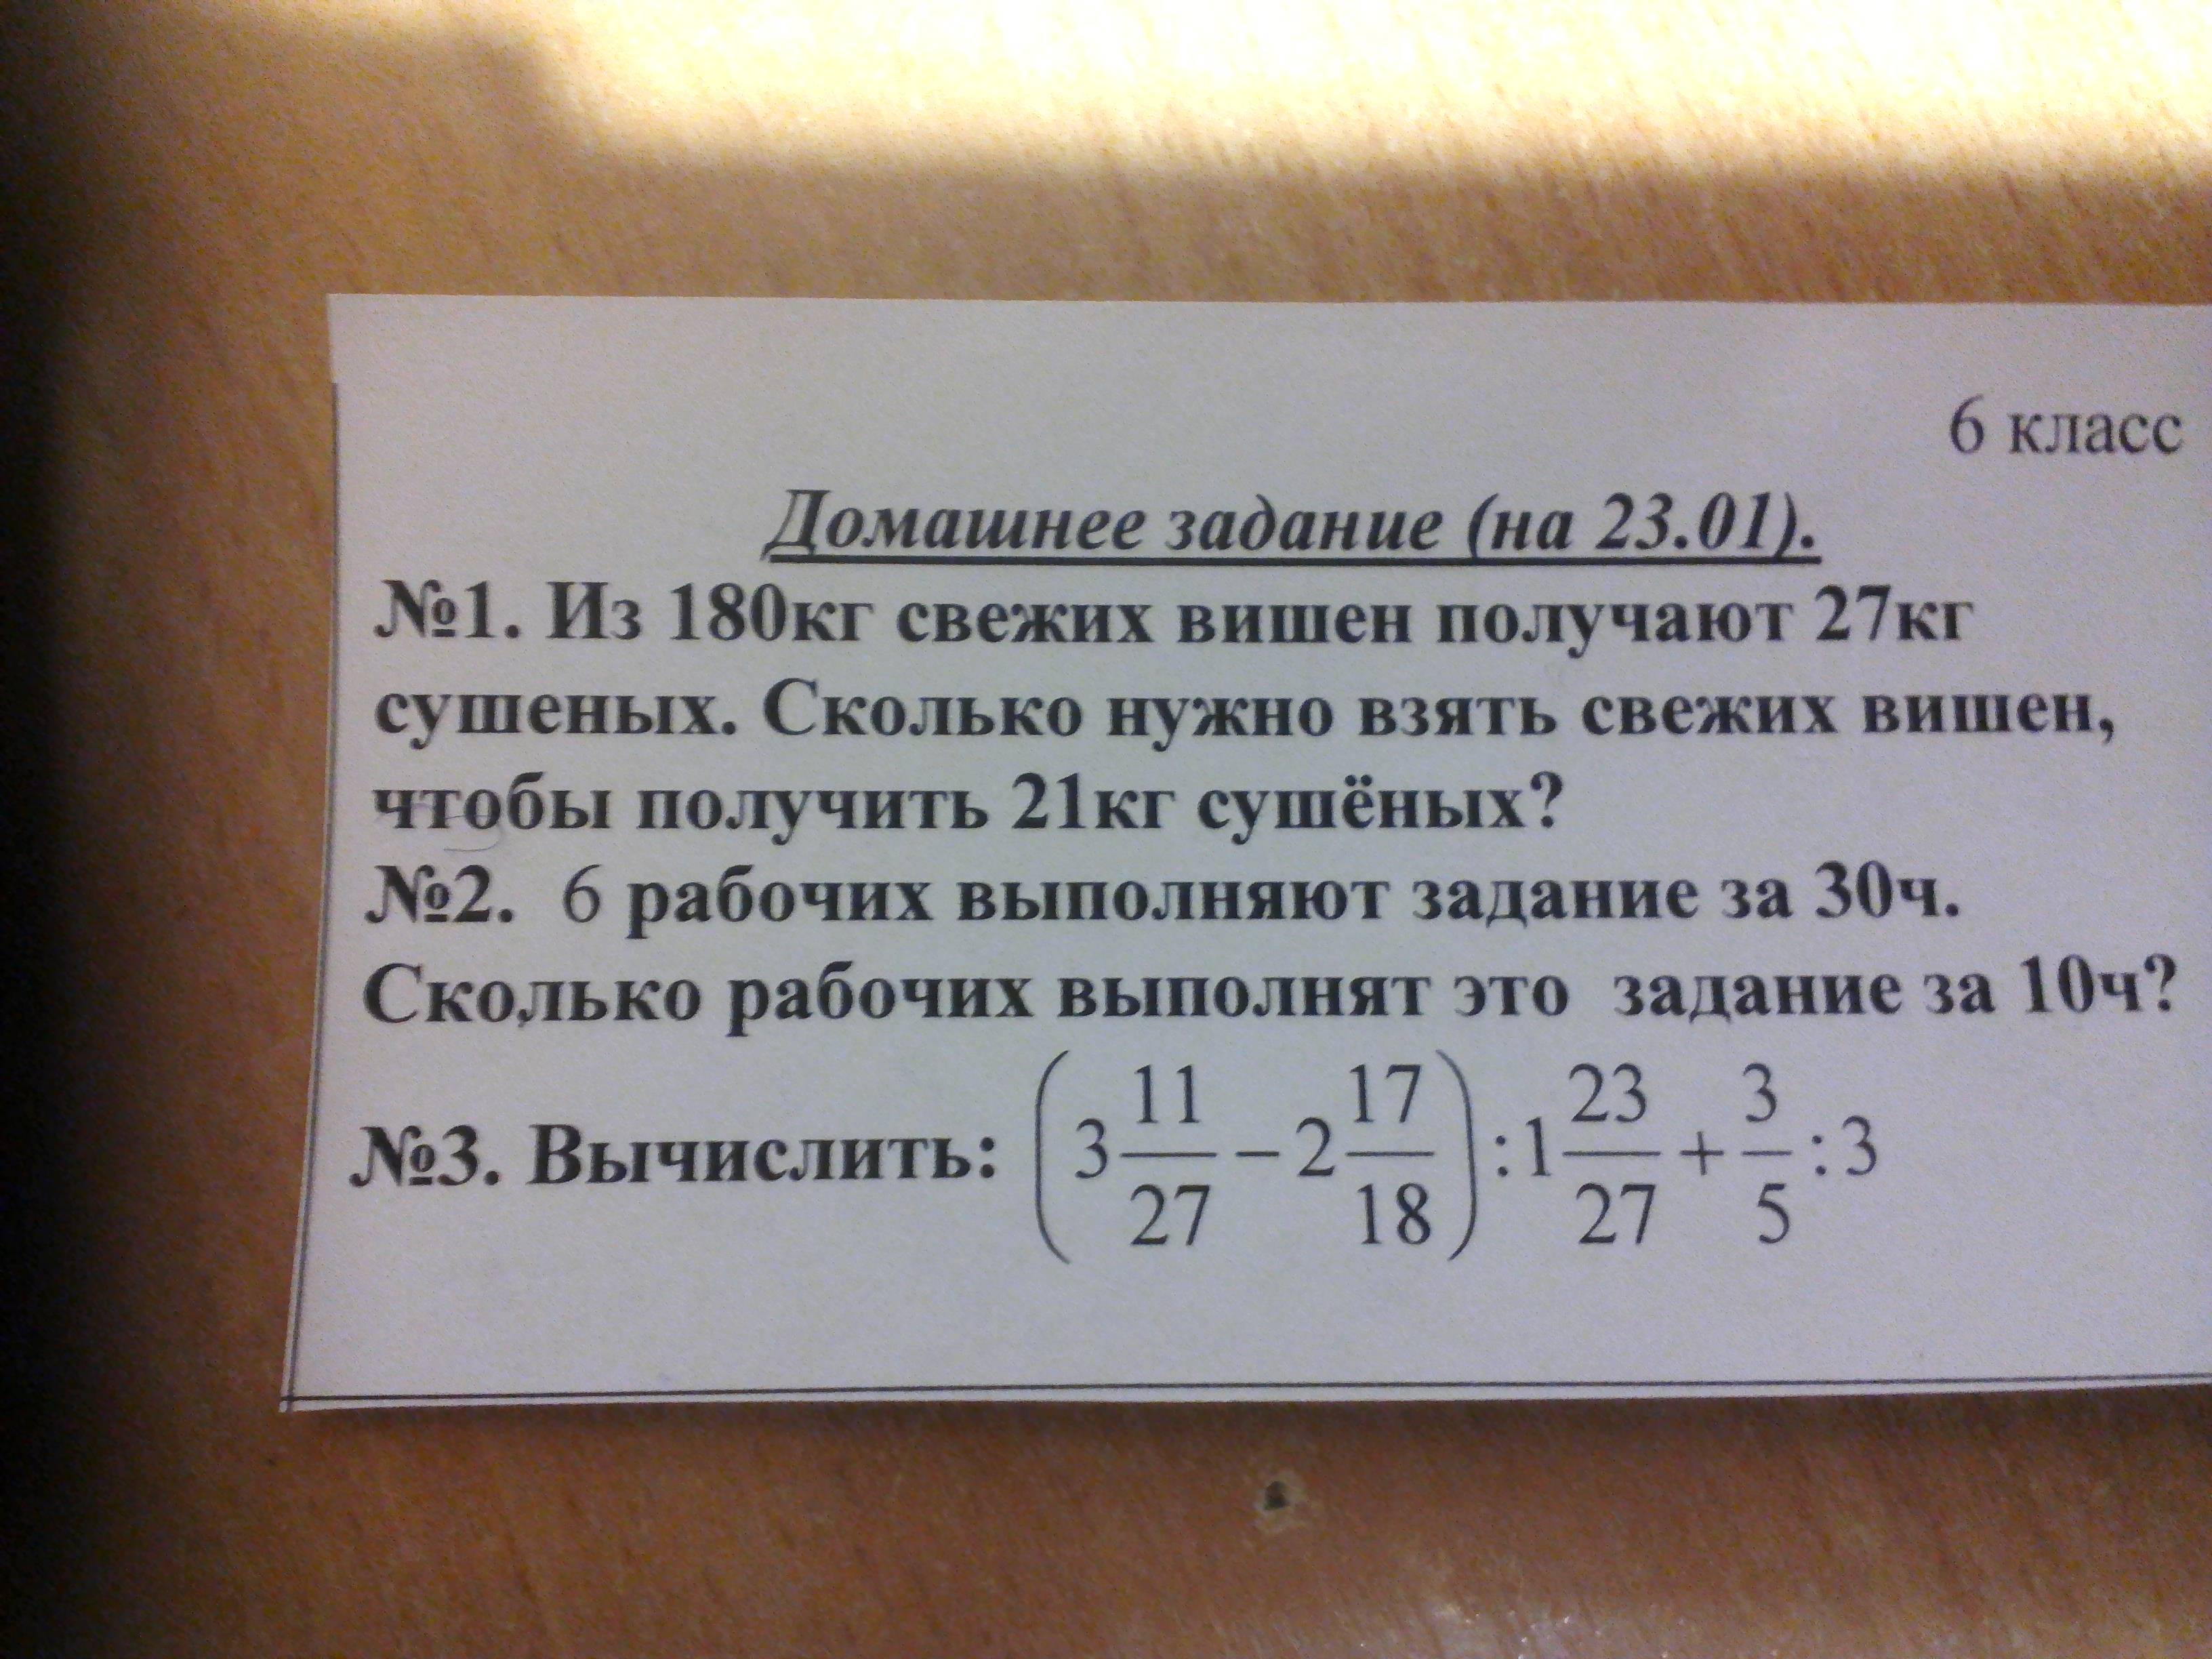 6 класс
Домашнее задание (на 23.01).
№1. Из 180кг свежих вишен получают 27кг
сушеных. Сколько нужно взять свежих вишен,
чтобы получить 21кг сушёных?
№2. 6 рабочих выполняют задание за 30ч.
Сколько рабочих выполнят это задание за 10ч?
№3. Вычислить: (3 11/27 − 2 17/18) : 1 23/27 + 3/5 : 3